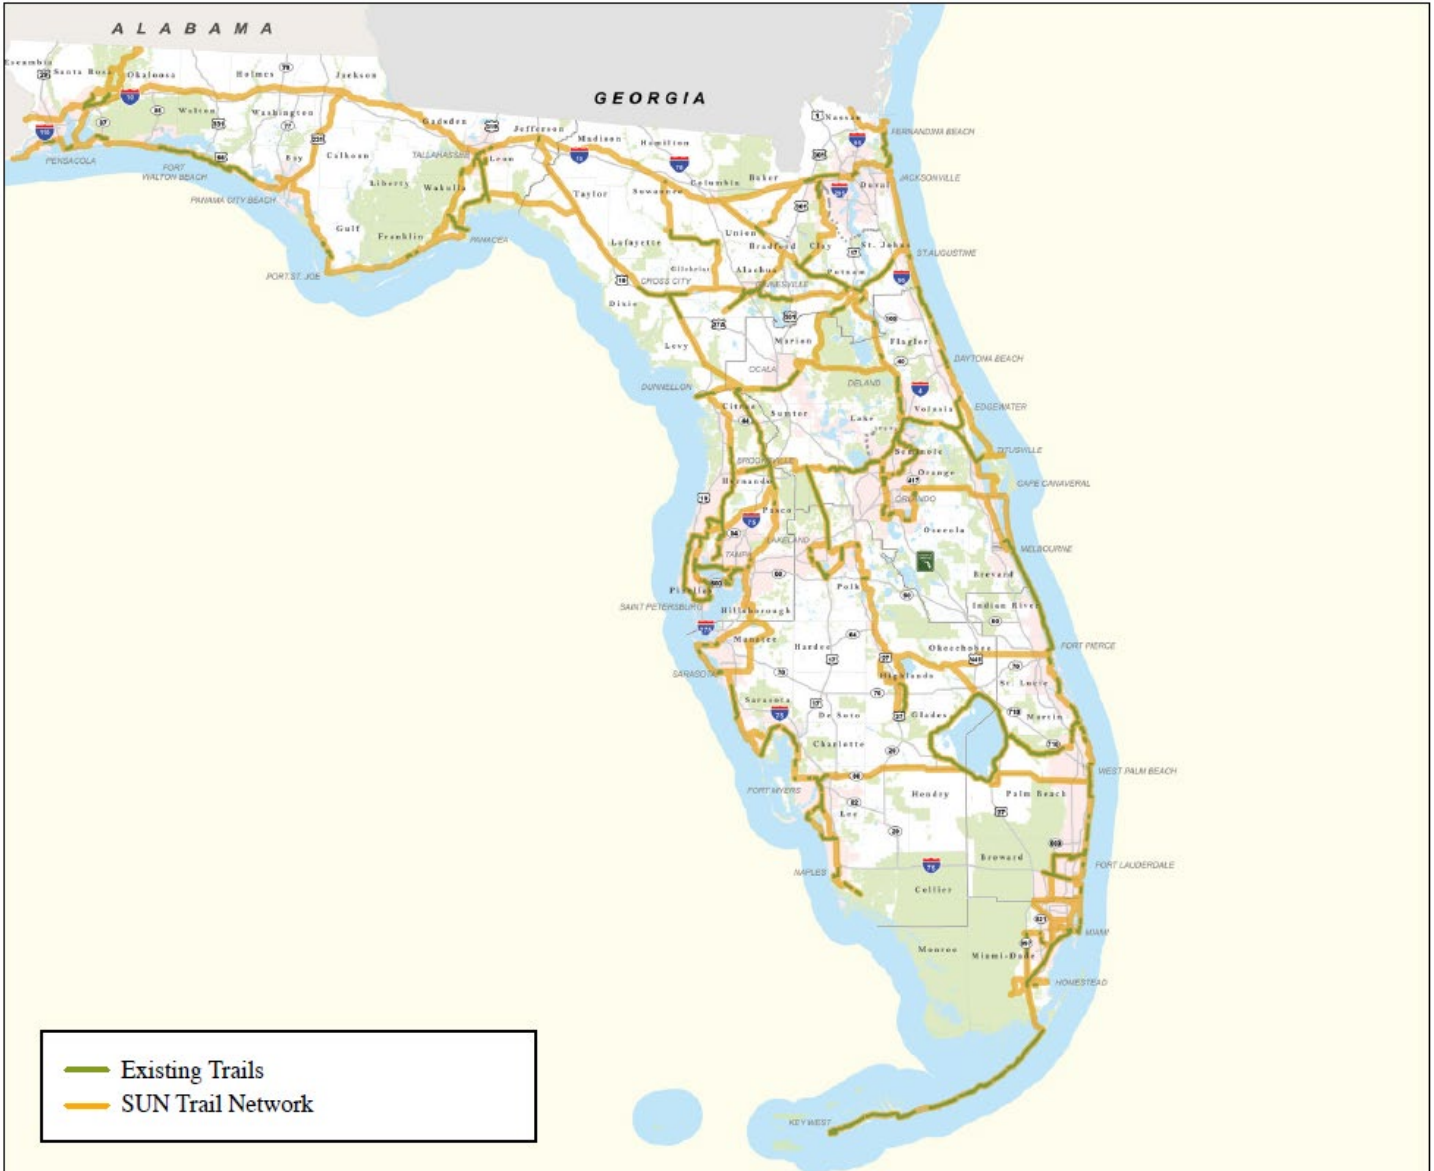 ALABAMA
GEORGIA
Escambia
Santa Rosa
Okaloosa
Holmes
Jackson
Walton
Washington
Gadsden
Jefferson
Madison
Hamilton
Nassau
FERNANDINA BEACH
PENSACOLA
FORT
WALTON BEACH
Bay
Calhoun
TALLAHASSEE
Leon
Columbia
Baker
JACKSONVILLE
Duval
PANAMA CITY BEACH
Liberty
Wakulla
Taylor
Suwannee
Gulf
Franklin
PANACEA
Lafayette
Union
Bradford
Clay
St. Johns
ST.AUGUSTINE
PORT ST. JOE
Gilchrist
Alachua
Putnam
CROSS CITY
GAINESVILLE
Dixie
Levy
Marion
Flagler
DAYTONA BEACH
OCALA
DELAND
DUNNELLON
Citrus
Sumter
Lake
Volusia
EDGEWATER
BROOKSVILLE
Seminole
TITUSVILLE
Hernando
Orange
CAPE CANAVERAL
ORLANDO
Pasco
Osceola
TAMPA
LAKELAND
MELBOURNE
Pinellas
Polk
Brevard
SAINT PETERSBURG
Hillsborough
Indian River
Manatee
Hardee
Okeechobee
FORT PIERCE
SARASOTA
Highlands
St. Lucie
Sarasota
De Soto
Glades
Martin
Charlotte
WEST PALM BEACH
FORT MYERS
Hendry
Palm Beach
Lee
Broward
FORT LAUDERDALE
NAPLES
Collier
MIAMI
Monroe
Miami-Dade
HOMESTEAD
KEY WEST
Existing Trails
SUN Trail Network